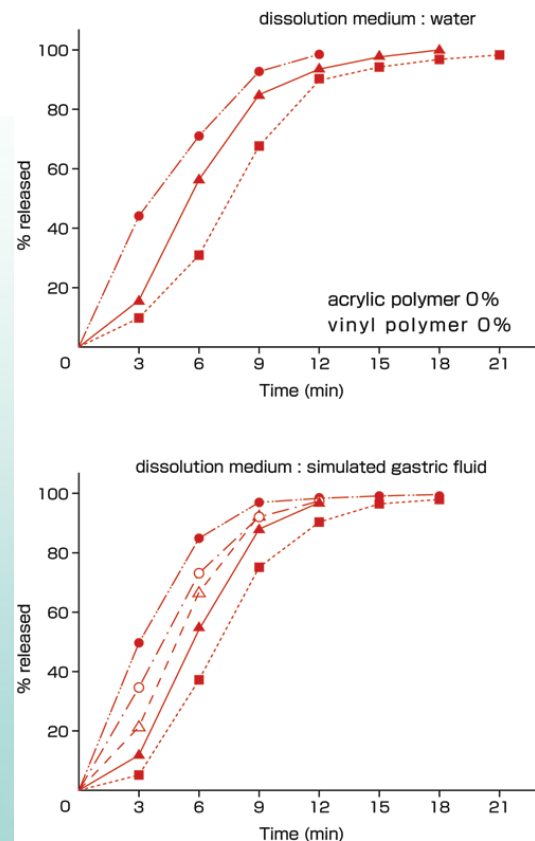 dissolution medium : water
100
80
60
40
20
0
% released
acrylic polymer 0%
vinyl polymer 0%
3 6 9 12 15 18 21
Time (min)
dissolution medium : simulated gastric fluid
100
80
60
40
20
0
% released
3 6 9 12 15 18 21
Time (min)